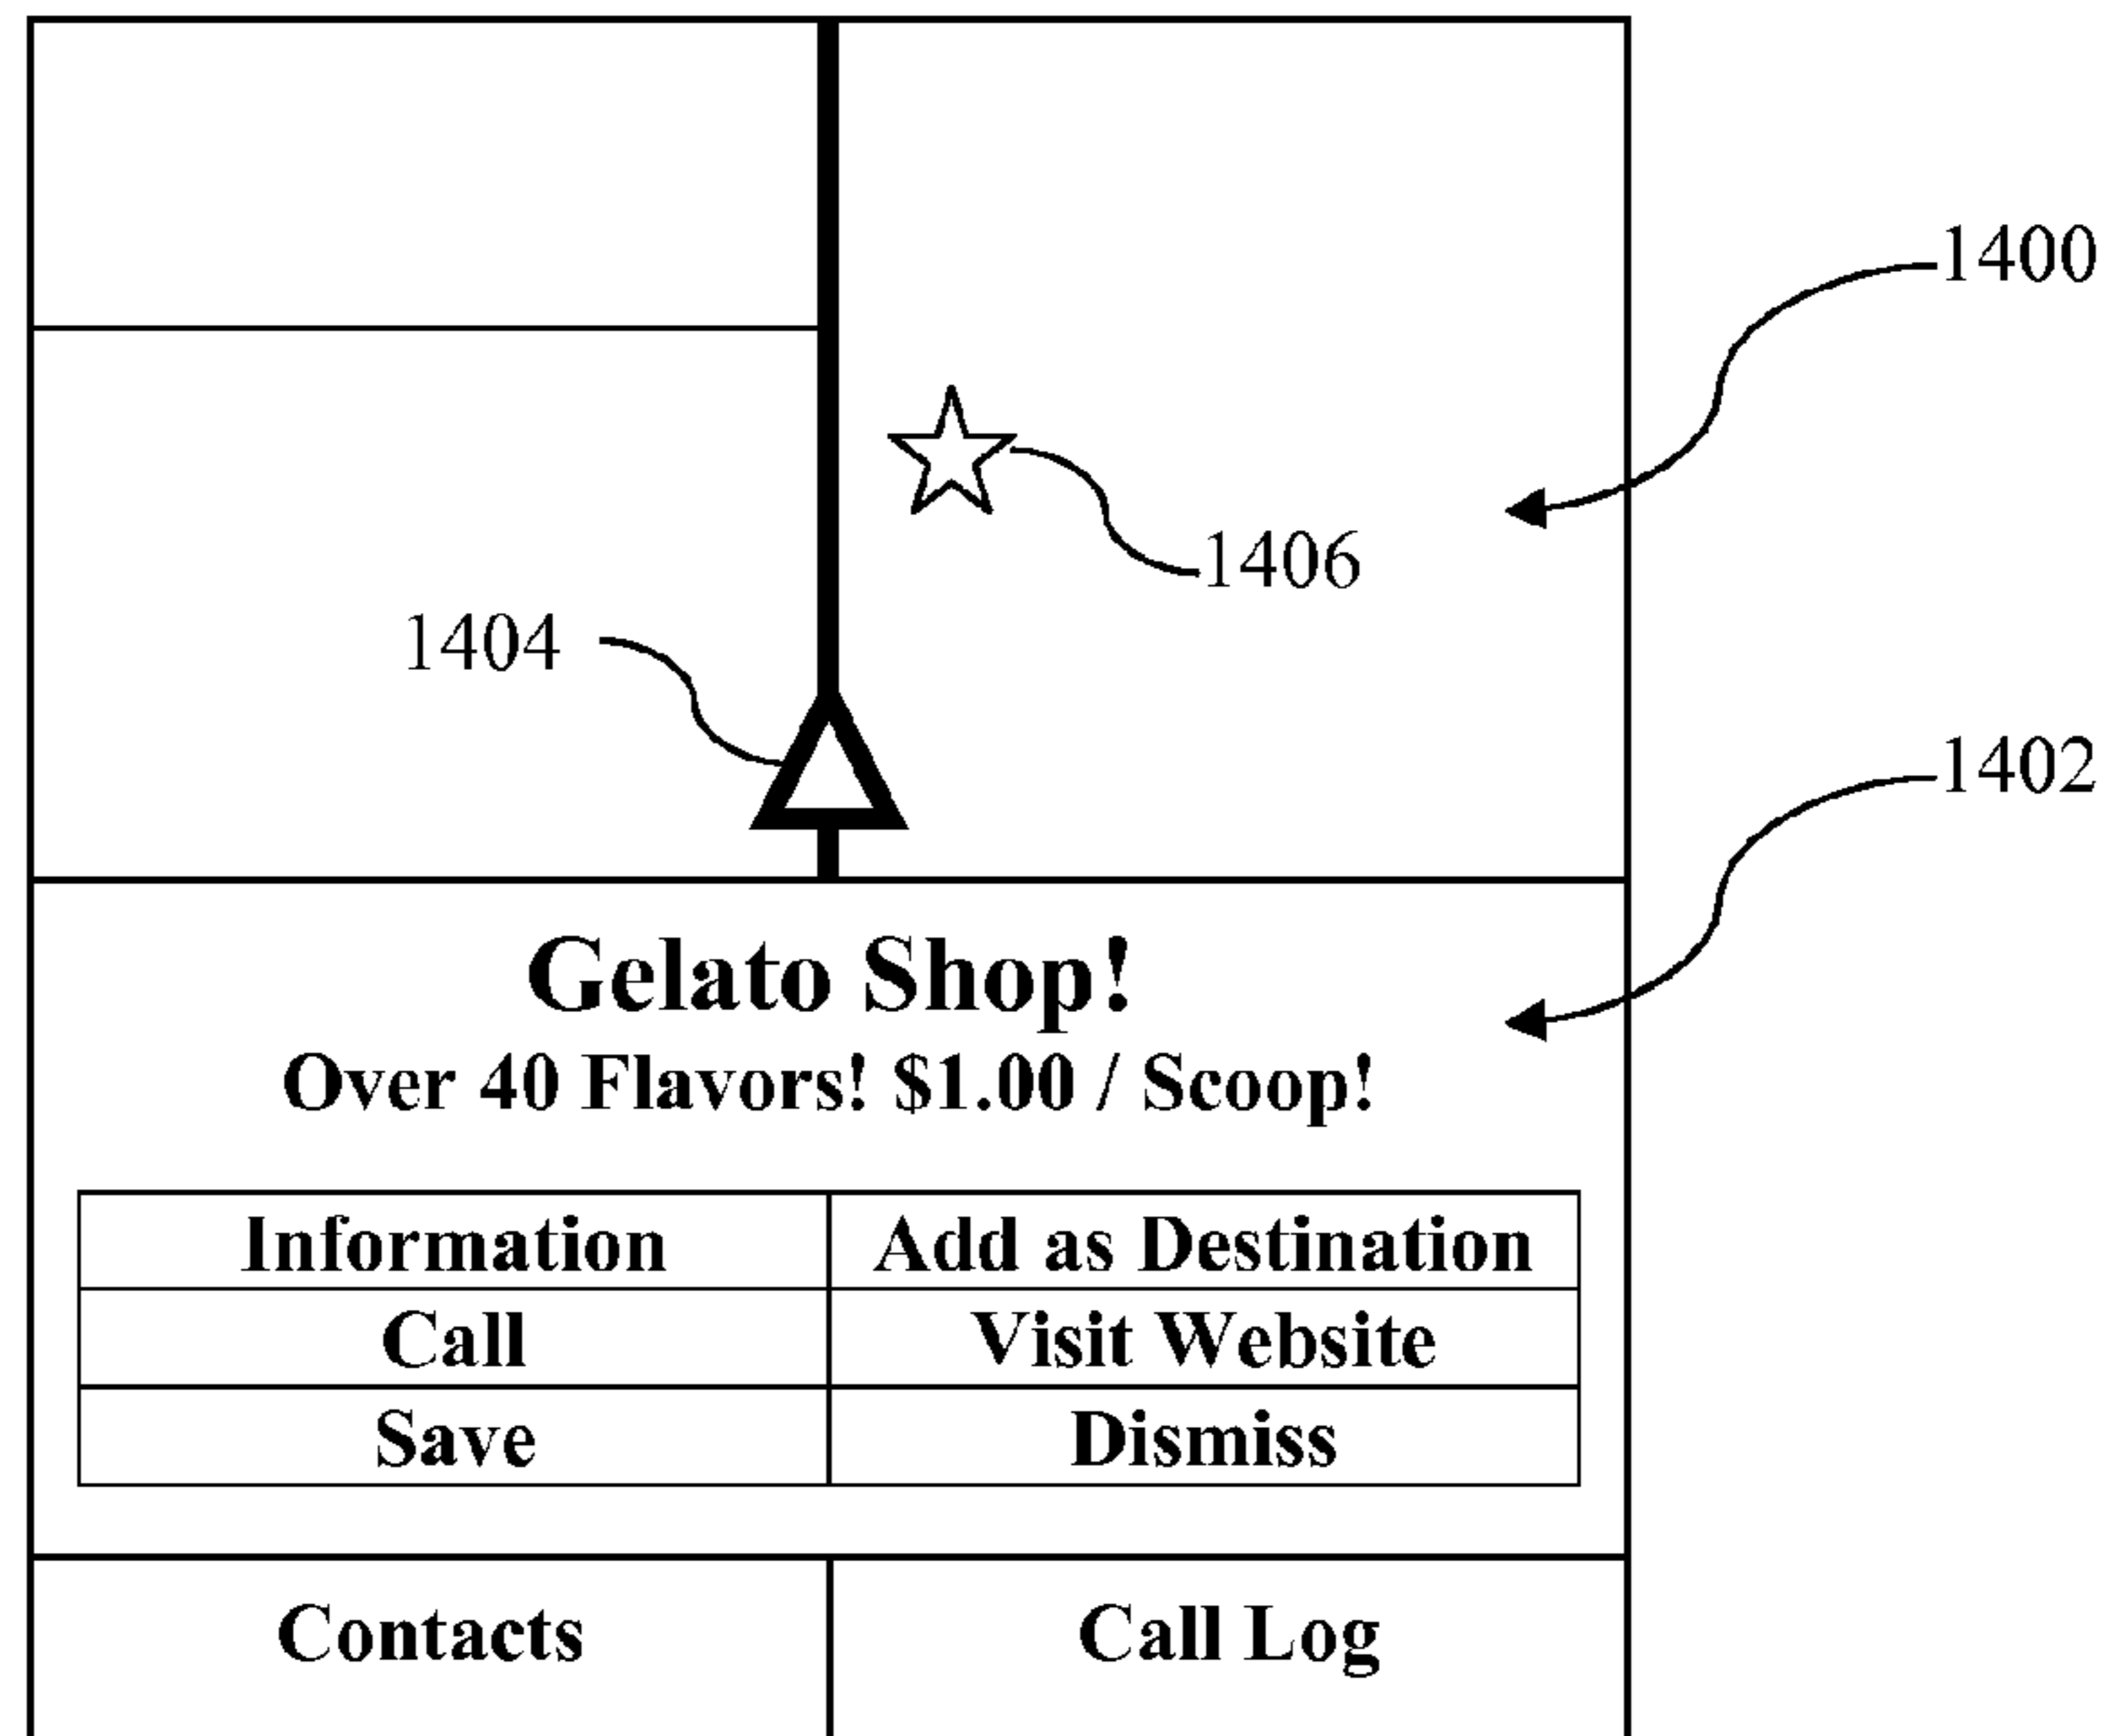 1400
1406
1404
1402
Gelato Shop!
Over 40 Flavors! $1.00 / Scoop!
Information Add as Destination
Call Visit Website
Save Dismiss
Contacts Call Log